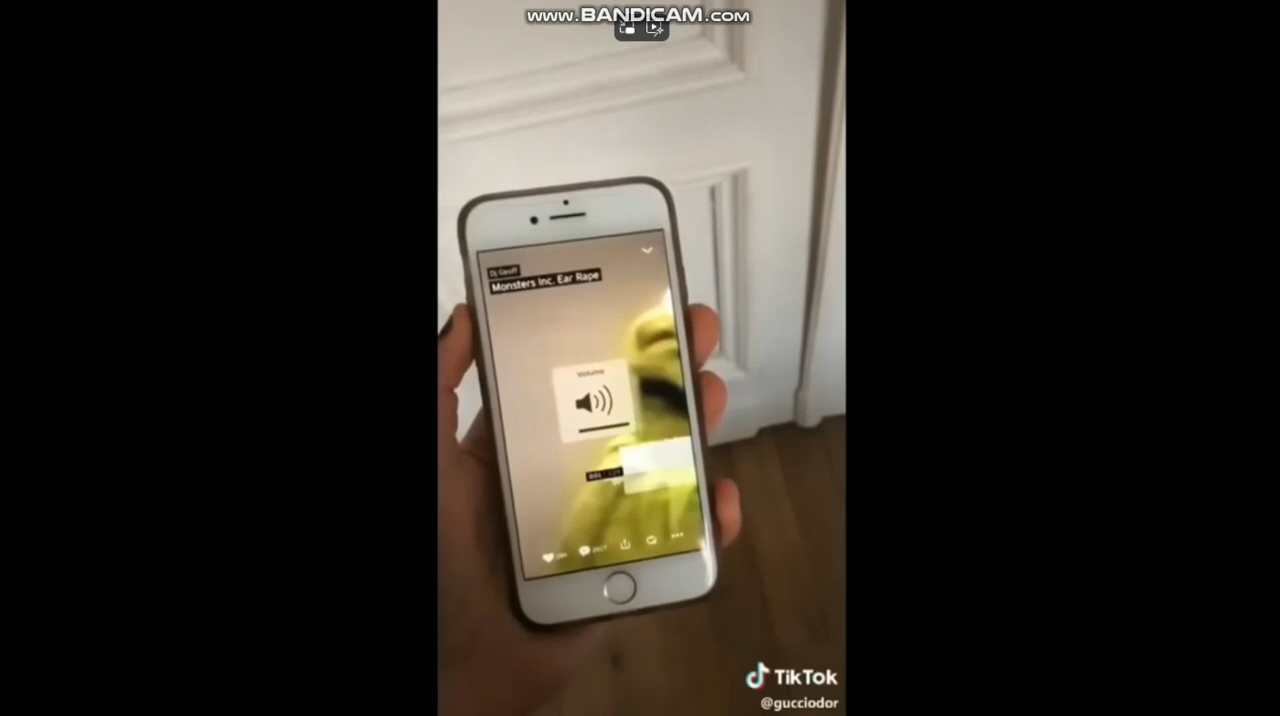 www.BANDICAM.com
Dj Geoff
Monsters Inc. Ear Rape
Volume
TikTok
@gucciodor